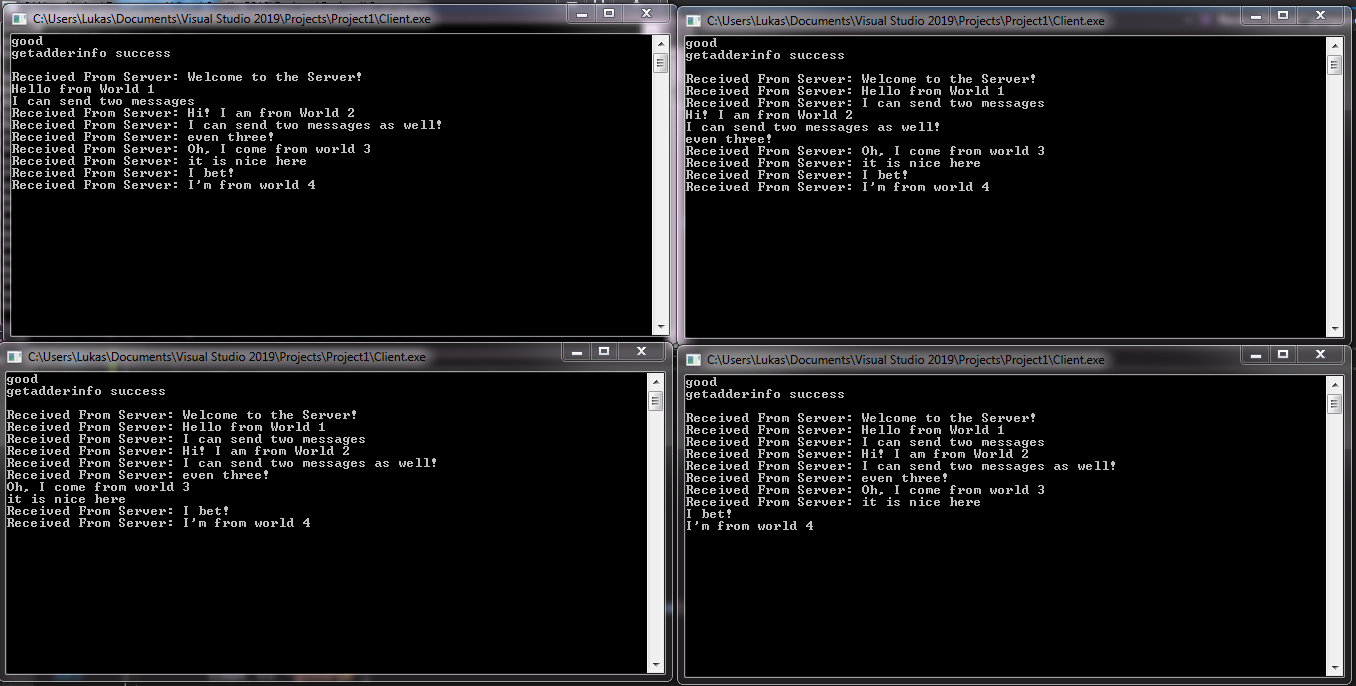 C:\Users\Lukas\Documents\Visual Studio 2019\Projects\Project1\Client.exe
good
getadderinfo success
Received From Server: Welcome to the Server!
Hello from World 1
I can send two messages
Received From Server: Hi! I am from World 2
Received From Server: I can send two messages as well!
Received From Server: even three!
Received From Server: Oh, I come from world 3
Received From Server: it is nice here
Received From Server: I bet!
Received From Server: I'm from world 4
C:\Users\Lukas\Documents\Visual Studio 2019\Projects\Project1\Client.exe
good
getadderinfo success
Received From Server: Welcome to the Server!
Received From Server: Hello from World 1
Received From Server: I can send two messages
Hi! I am from World 2
I can send two messages as well!
even three!
Received From Server: Oh, I come from world 3
Received From Server: it is nice here
Received From Server: I bet!
Received From Server: I'm from world 4
C:\Users\Lukas\Documents\Visual Studio 2019\Projects\Project1\Client.exe
good
getadderinfo success
Received From Server: Welcome to the Server!
Received From Server: Hello from World 1
Received From Server: I can send two messages
Received From Server: Hi! I am from World 2
Received From Server: I can send two messages as well!
Received From Server: even three!
Oh, I come from world 3
it is nice here
Received From Server: I bet!
Received From Server: I'm from world 4
C:\Users\Lukas\Documents\Visual Studio 2019\Projects\Project1\Client.exe
good
getadderinfo success
Received From Server: Welcome to the Server!
Received From Server: Hello from World 1
Received From Server: I can send two messages
Received From Server: Hi! I am from World 2
Received From Server: I can send two messages as well!
Received From Server: even three!
Received From Server: Oh, I come from world 3
Received From Server: it is nice here
I bet!
I'm from world 4